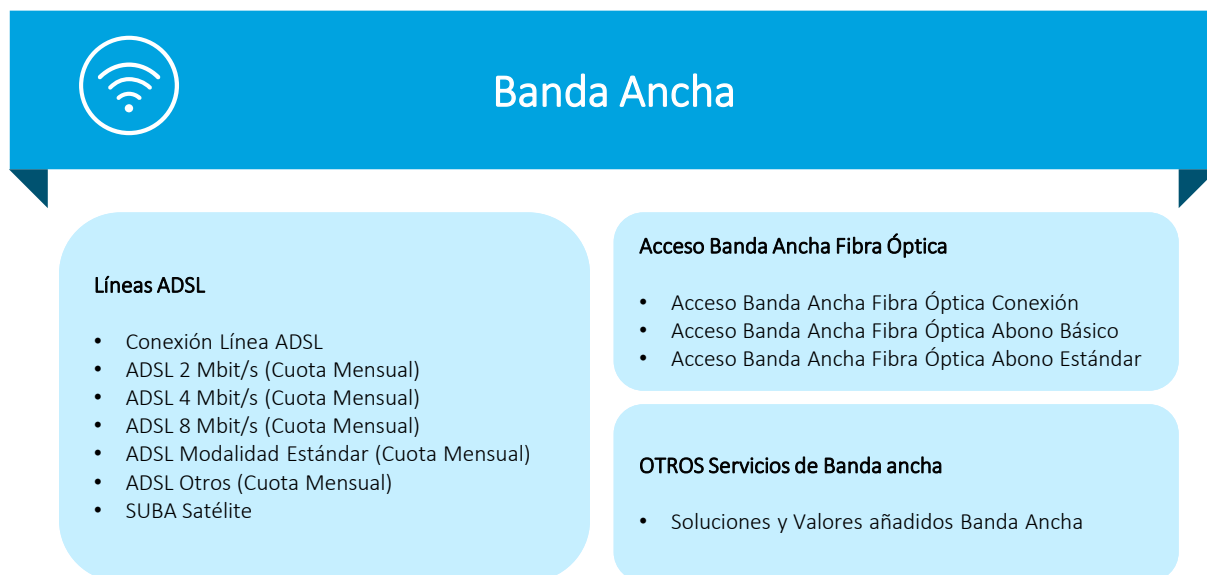 Banda Ancha
Líneas ADSL
• Conexión Línea ADSL
• ADSL 2 Mbit/s (Cuota Mensual)
• ADSL 4 Mbit/s (Cuota Mensual)
• ADSL 8 Mbit/s (Cuota Mensual)
• ADSL Modalidad Estándar (Cuota Mensual)
• ADSL Otros (Cuota Mensual)
• SUBA Satélite
Acceso Banda Ancha Fibra Óptica
• Acceso Banda Ancha Fibra Óptica Conexión
• Acceso Banda Ancha Fibra Óptica Abono Básico
• Acceso Banda Ancha Fibra Óptica Abono Estándar
OTROS Servicios de Banda ancha
• Soluciones y Valores añadidos Banda Ancha